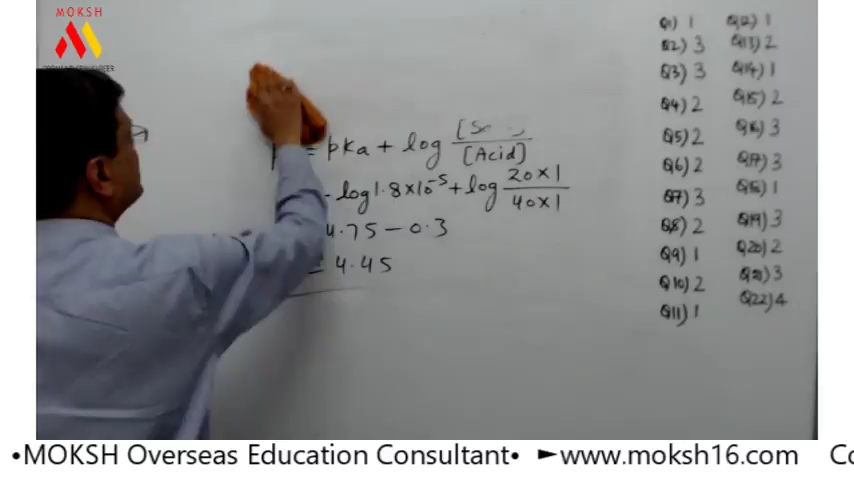 MOKSH
= pKa + log [Sa / [Acid]
- log 1.8×10⁻⁵ + log 20×1 / 40×1
4.75 - 0.3
= 4.45
Q1) 1
Q2) 3
Q3) 3
Q4) 2
Q5) 2
Q6) 2
Q7) 3
Q8) 2
Q9) 1
Q10) 2
Q11) 1
Q12) 1
Q13) 2
Q14) 1
Q15) 2
Q16) 3
Q17) 3
Q18) 1
Q19) 3
Q20) 2
Q21) 3
Q22) 4
•MOKSH Overseas Education Consultant• ►www.moksh16.com Co